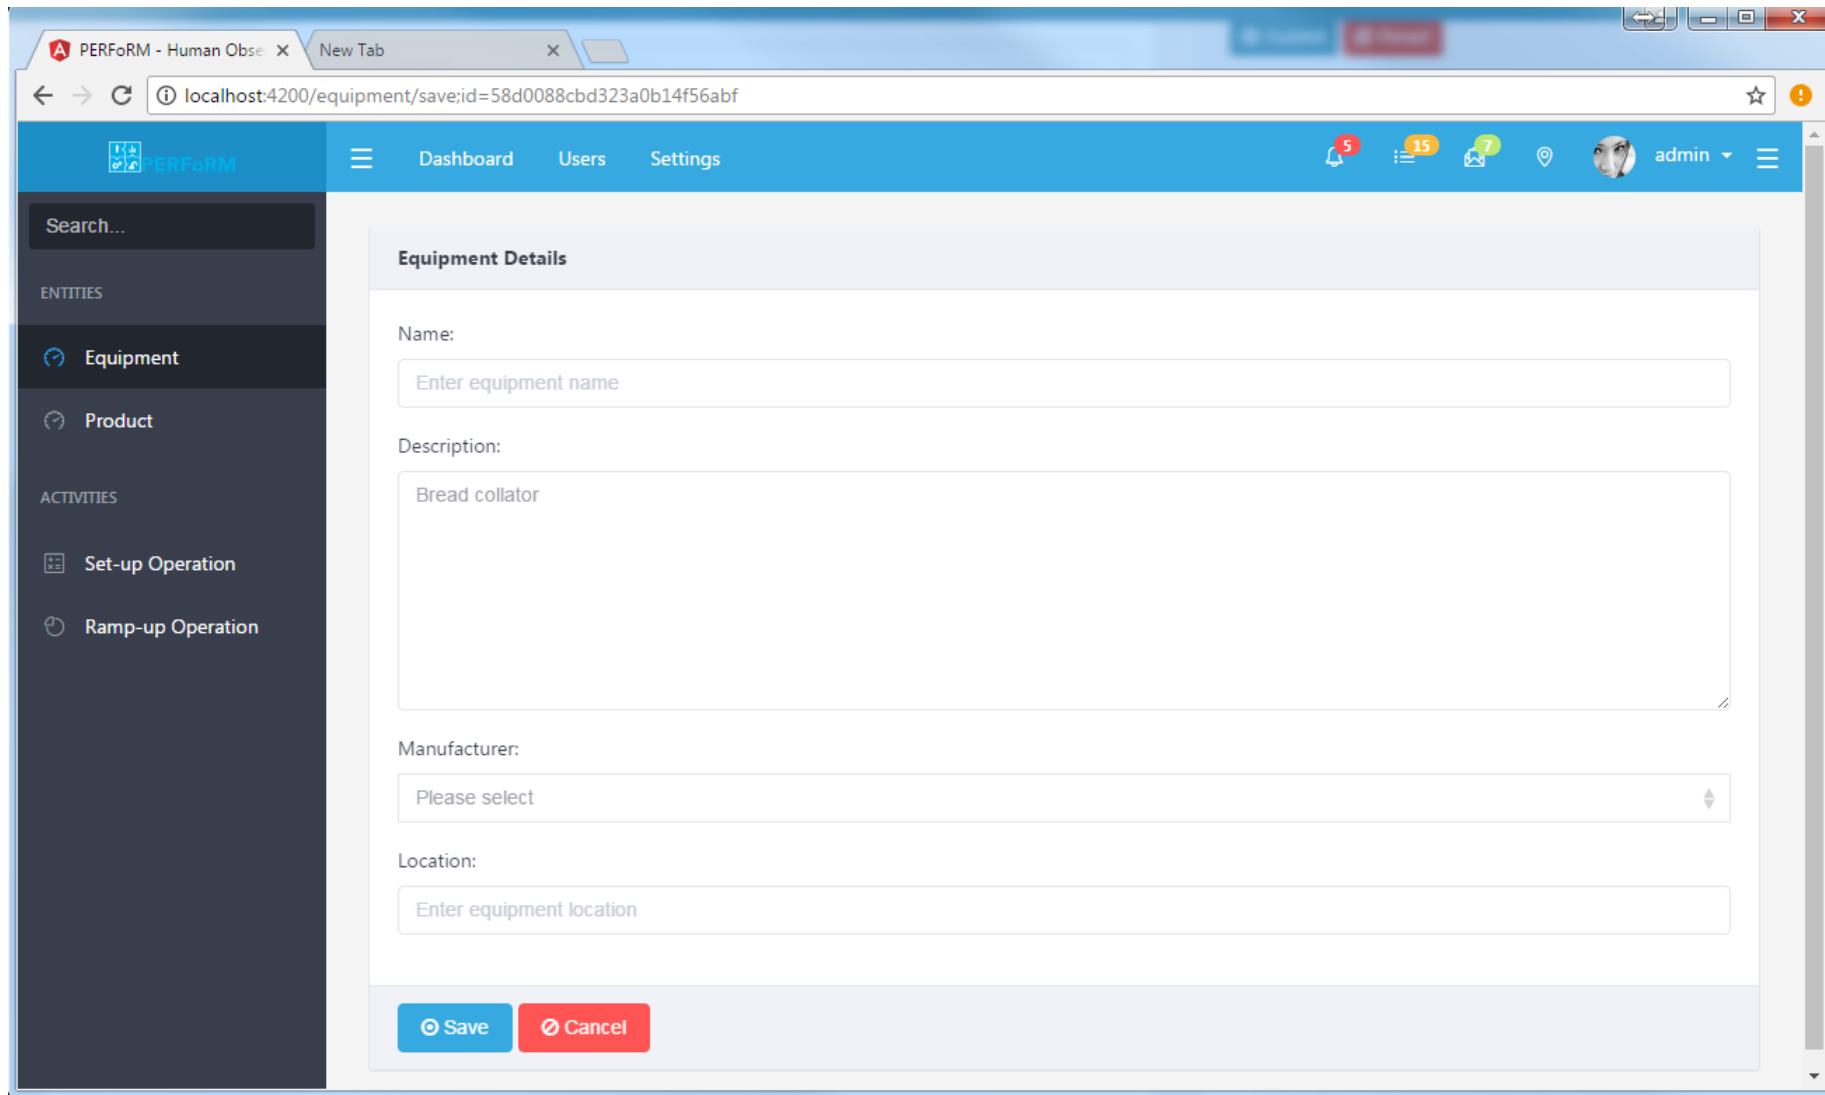 PERFoRM - Human Obse
New Tab
localhost:4200/equipment/save;id=58d0088cbd323a0b14f56abf
PERFoRM
Dashboard Users Settings
5
15
7
admin
Search...
ENTITIES
Equipment
Product
ACTIVITIES
Set-up Operation
Ramp-up Operation
Equipment Details
Name:
Enter equipment name
Description:
Bread collator
Manufacturer:
Please select
Location:
Enter equipment location
Save
Cancel